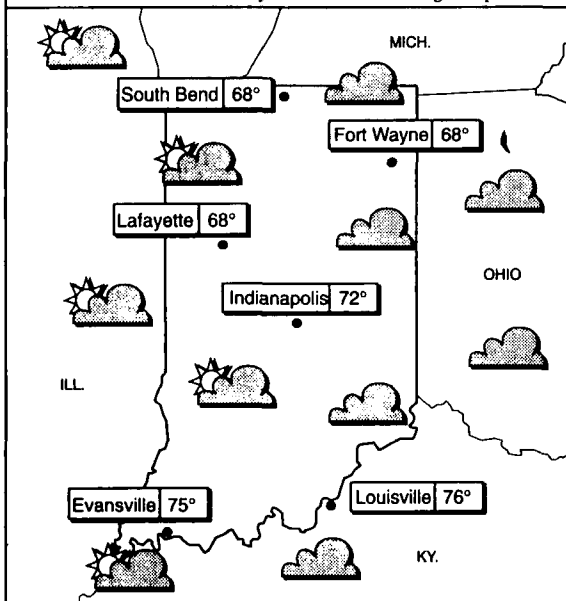 MICH.
South Bend 68°
Fort Wayne 68°
Lafayette 68°
OHIO
Indianapolis 72°
ILL.
Evansville 75°
Louisville 76°
KY.